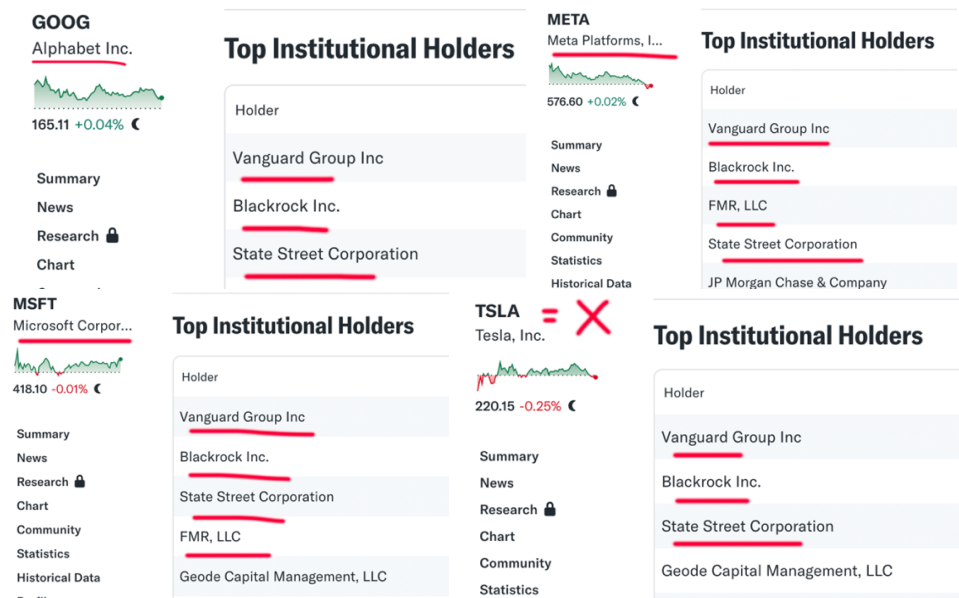 GOOG
Alphabet Inc.
165.11 +0.04%
Summary
News
Research
Chart
Top Institutional Holders
Holder
Vanguard Group Inc
Blackrock Inc.
State Street Corporation
META
Meta Platforms, I...
576.60 +0.02%
Summary
News
Research
Chart
Community
Statistics
Historical Data
Top Institutional Holders
Holder
Vanguard Group Inc
Blackrock Inc.
FMR, LLC
State Street Corporation
JP Morgan Chase & Company
MSFT
Microsoft Corpor...
418.10 -0.01%
Summary
News
Research
Chart
Community
Statistics
Historical Data
Top Institutional Holders
Holder
Vanguard Group Inc
Blackrock Inc.
State Street Corporation
FMR, LLC
Geode Capital Management, LLC
TSLA = X
Tesla, Inc.
220.15 -0.25%
Summary
News
Research
Chart
Community
Statistics
Top Institutional Holders
Holder
Vanguard Group Inc
Blackrock Inc.
State Street Corporation
Geode Capital Management, LLC